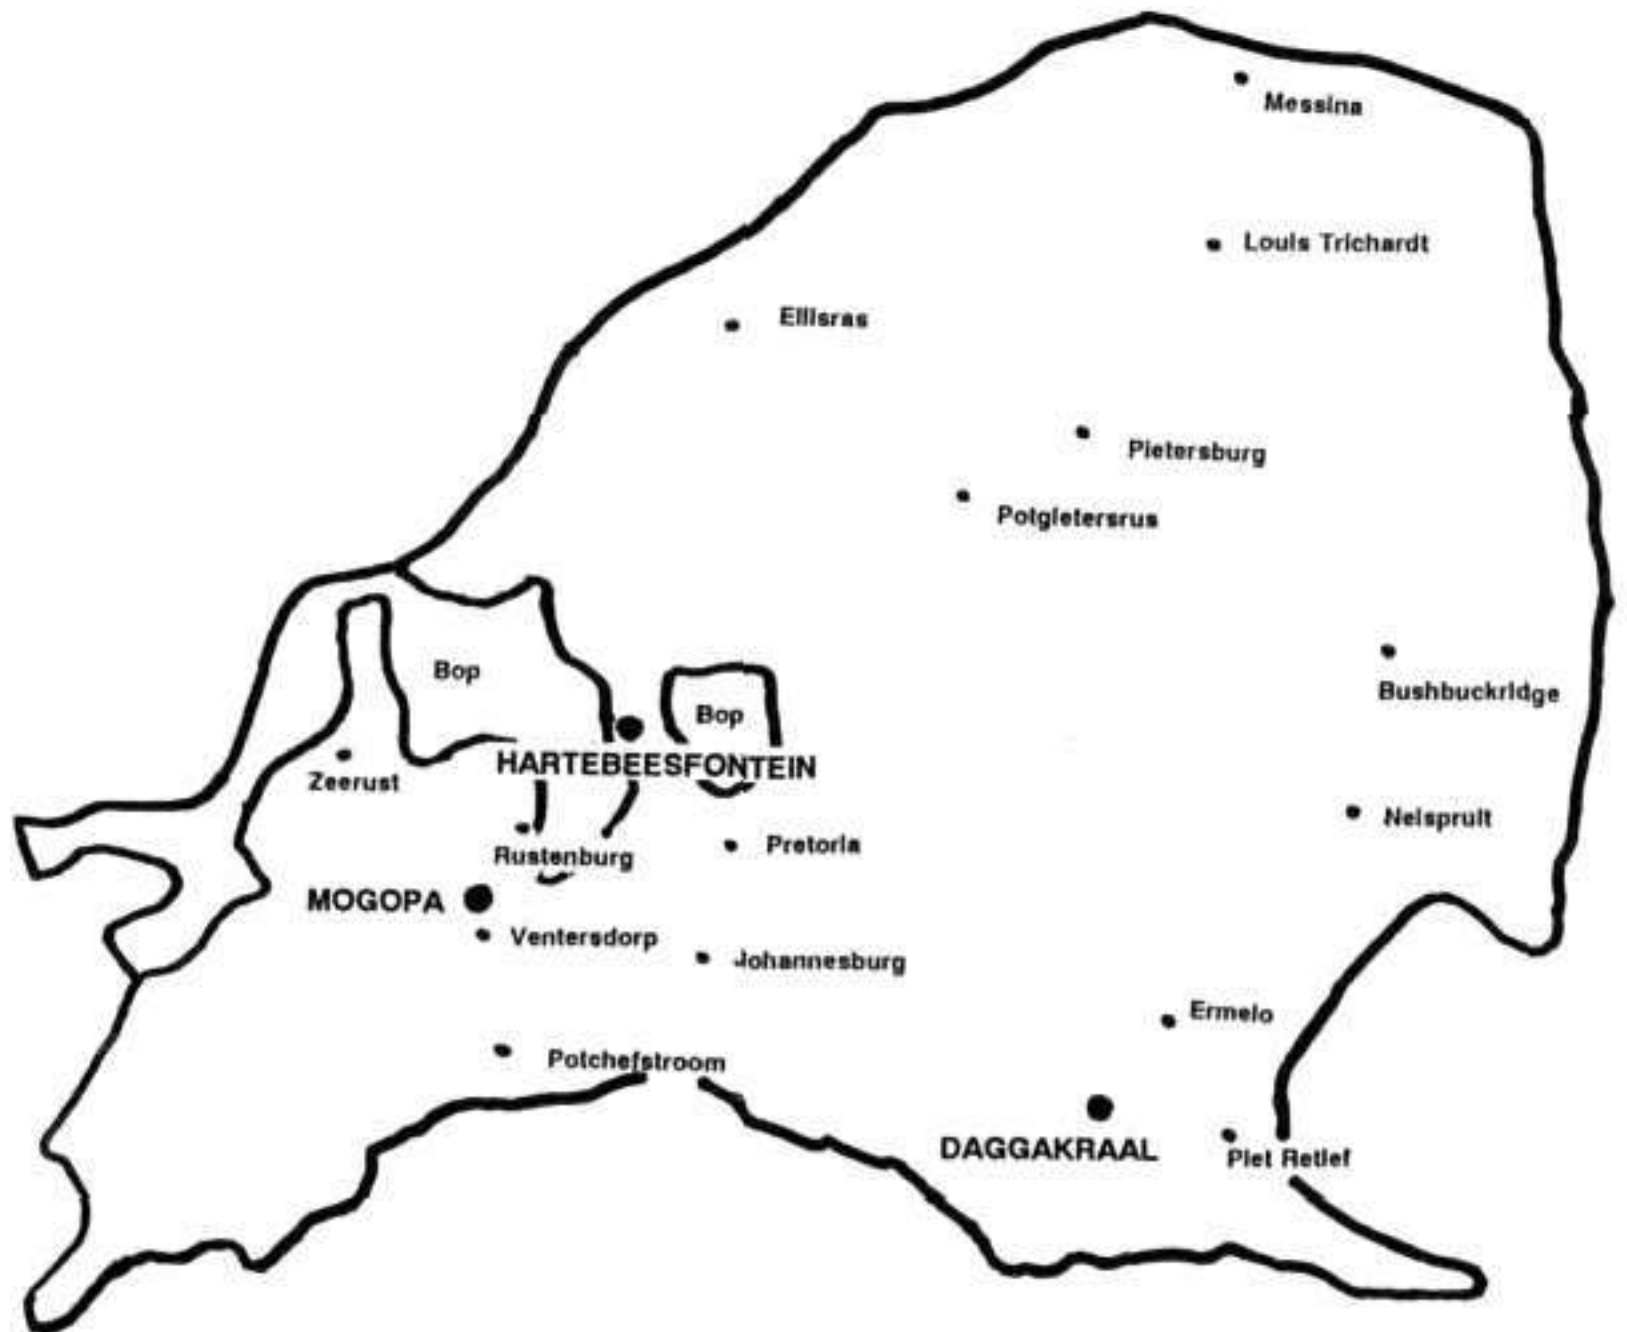 Messina
Louis Trichardt
Ellisras
Pietersburg
Potgietersrus
Bop
Bushbuckridge
Bop
HARTEBEESFONTEIN
Zeerust
Nelspruit
Pretoria
Rustenburg
MOGOPA
Ventersdorp
Johannesburg
Ermelo
Potchefstroom
DAGGAKRAAL
Piet Retief